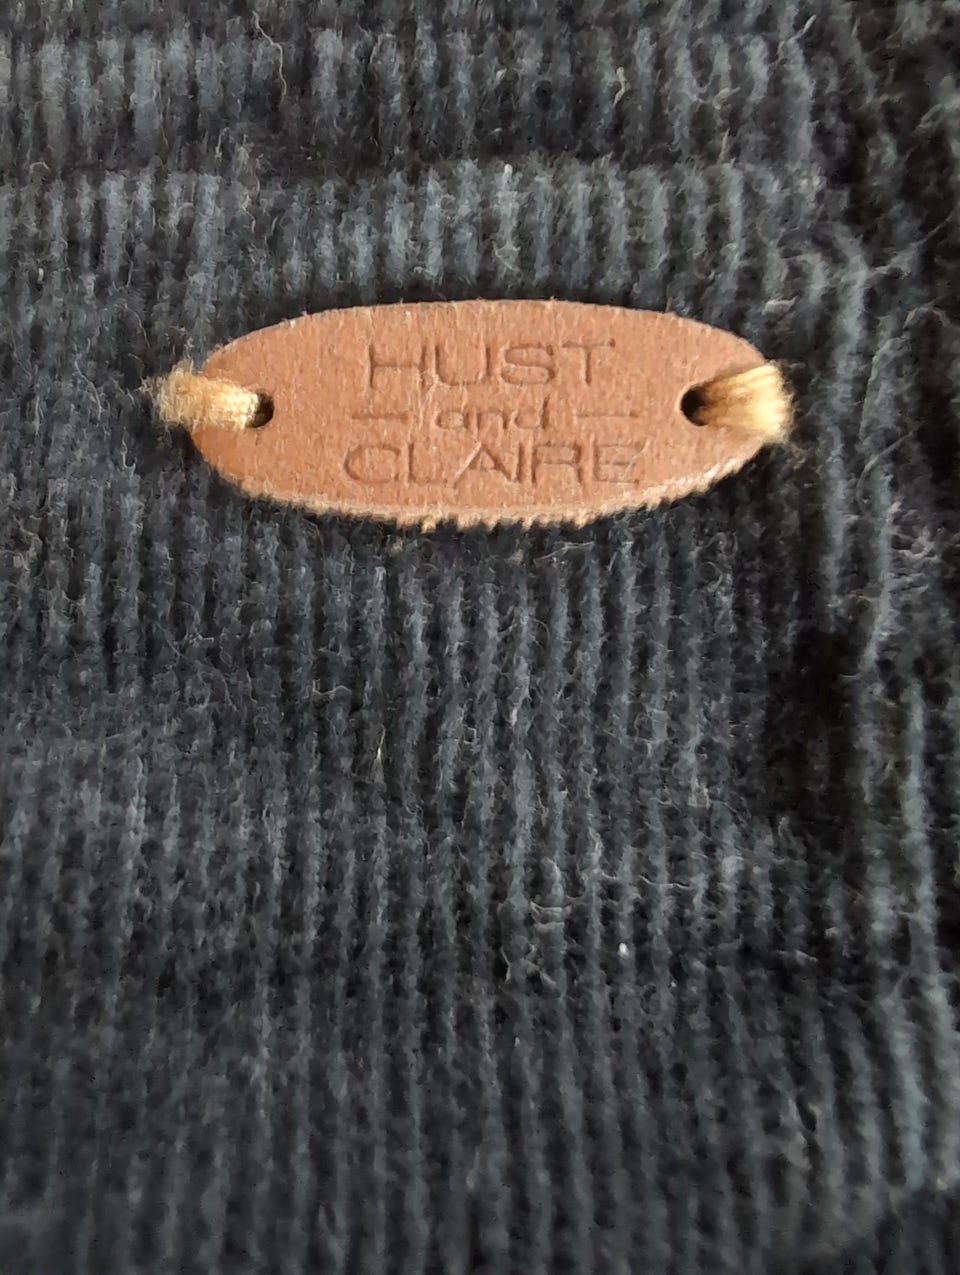 HUST
— and —
CLAIRE